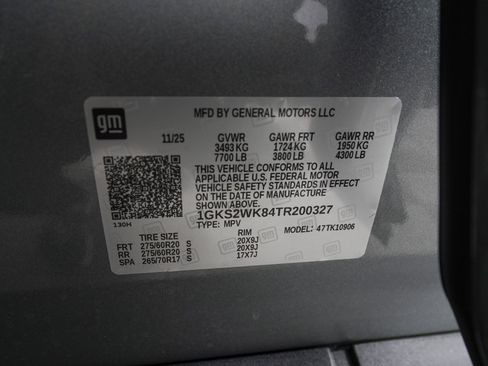 gm
MFD BY GENERAL MOTORS LLC
11/25 GVWR GAWR FRT GAWR RR
3493 KG 1724 KG 1950 KG
7700 LB 3800 LB 4300 LB
THIS VEHICLE CONFORMS TO ALL
APPLICABLE U.S. FEDERAL MOTOR
VEHICLE SAFETY STANDARDS IN EFFECT
ON THE DATE OF MANUFACTURE
SHOWN ABOVE.
1GKS2WK84TR200327
130H TYPE: MPV MODEL: 47TK10906
TIRE SIZE RIM
FRT 275/60R20 S 20X9J
RR 275/60R20 S 20X9J
SPA 265/70R17 S 17X7J